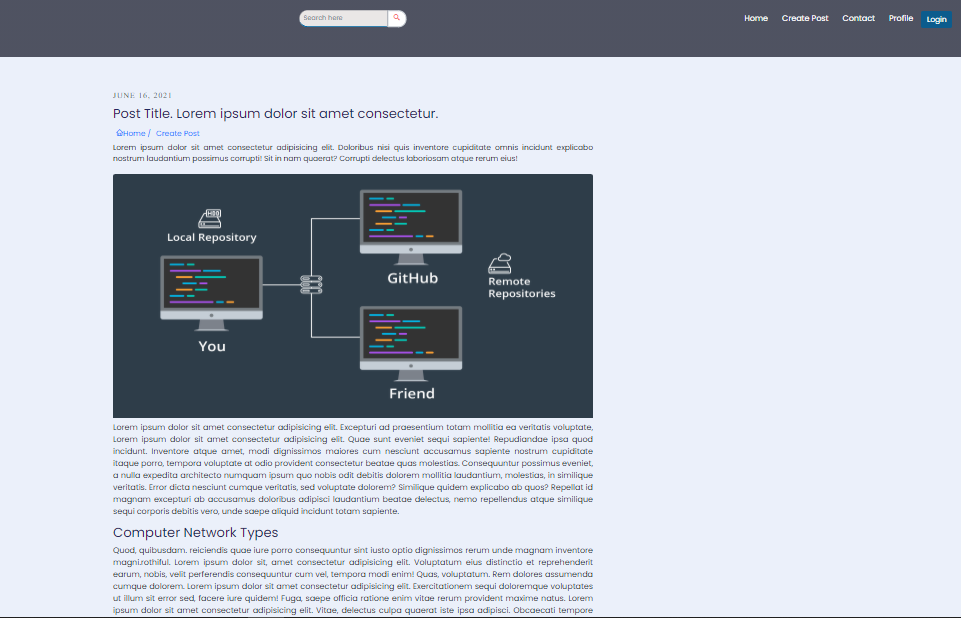 Search here
Home Create Post Contact Profile Login
JUNE 16, 2021
Post Title. Lorem ipsum dolor sit amet consectetur.
Home / Create Post
Lorem ipsum dolor sit amet consectetur adipisicing elit. Doloribus nisi quis inventore cupiditate omnis incidunt explicabo
nostrum laudantium possimus corrupti! Sit in nam quaerat? Corrupti delectus laboriosam atque rerum eius!
HDD
Local Repository
GitHub
Remote
Repositories
You
Friend
Lorem ipsum dolor sit amet consectetur adipisicing elit. Excepturi ad praesentium totam mollitia ea veritatis voluptate,
Lorem ipsum dolor sit amet consectetur adipisicing elit. Quae sunt eveniet sequi sapiente! Repudiandae ipsa quod
incidunt. Inventore atque amet, modi dignissimos maiores cum nesciunt accusamus sapiente nostrum cupiditate
itaque porro, tempora voluptate at odio provident consectetur beatae quas molestias. Consequuntur possimus eveniet,
a nulla expedita architecto numquam ipsum quo nobis odit debitis dolorem mollitia laudantium, molestias, in similique
veritatis. Error dicta nesciunt cumque veritatis, sed voluptate dolorem? Similique quidem explicabo ab quos? Repellat id
magnam excepturi ab accusamus doloribus adipisci laudantium beatae delectus, nemo repellendus atque similique
sequi corporis debitis vero, unde saepe aliquid incidunt totam sapiente.
Computer Network Types
Quod, quibusdam. reiciendis quae iure porro consequuntur sint iusto optio dignissimos rerum unde magnam inventore
magni:rothiful. Lorem ipsum dolor sit, amet consectetur adipisicing elit. Voluptatum eius distinctio et reprehenderit
earum, nobis, velit perferendis consequuntur cum vel, tempora modi enim! Quas, voluptatum. Rem dolores assumenda
cumque dolorem. Lorem ipsum dolor sit amet consectetur adipisicing elit. Exercitationem sequi doloremque voluptates
ut illum sit error sed, facere iure quidem! Fuga, saepe officia ratione enim vitae rerum provident maxime natus. Lorem
ipsum dolor sit amet consectetur adipisicing elit. Vitae, delectus culpa quaerat iste ipsa adipisci. Obcaecati tempore